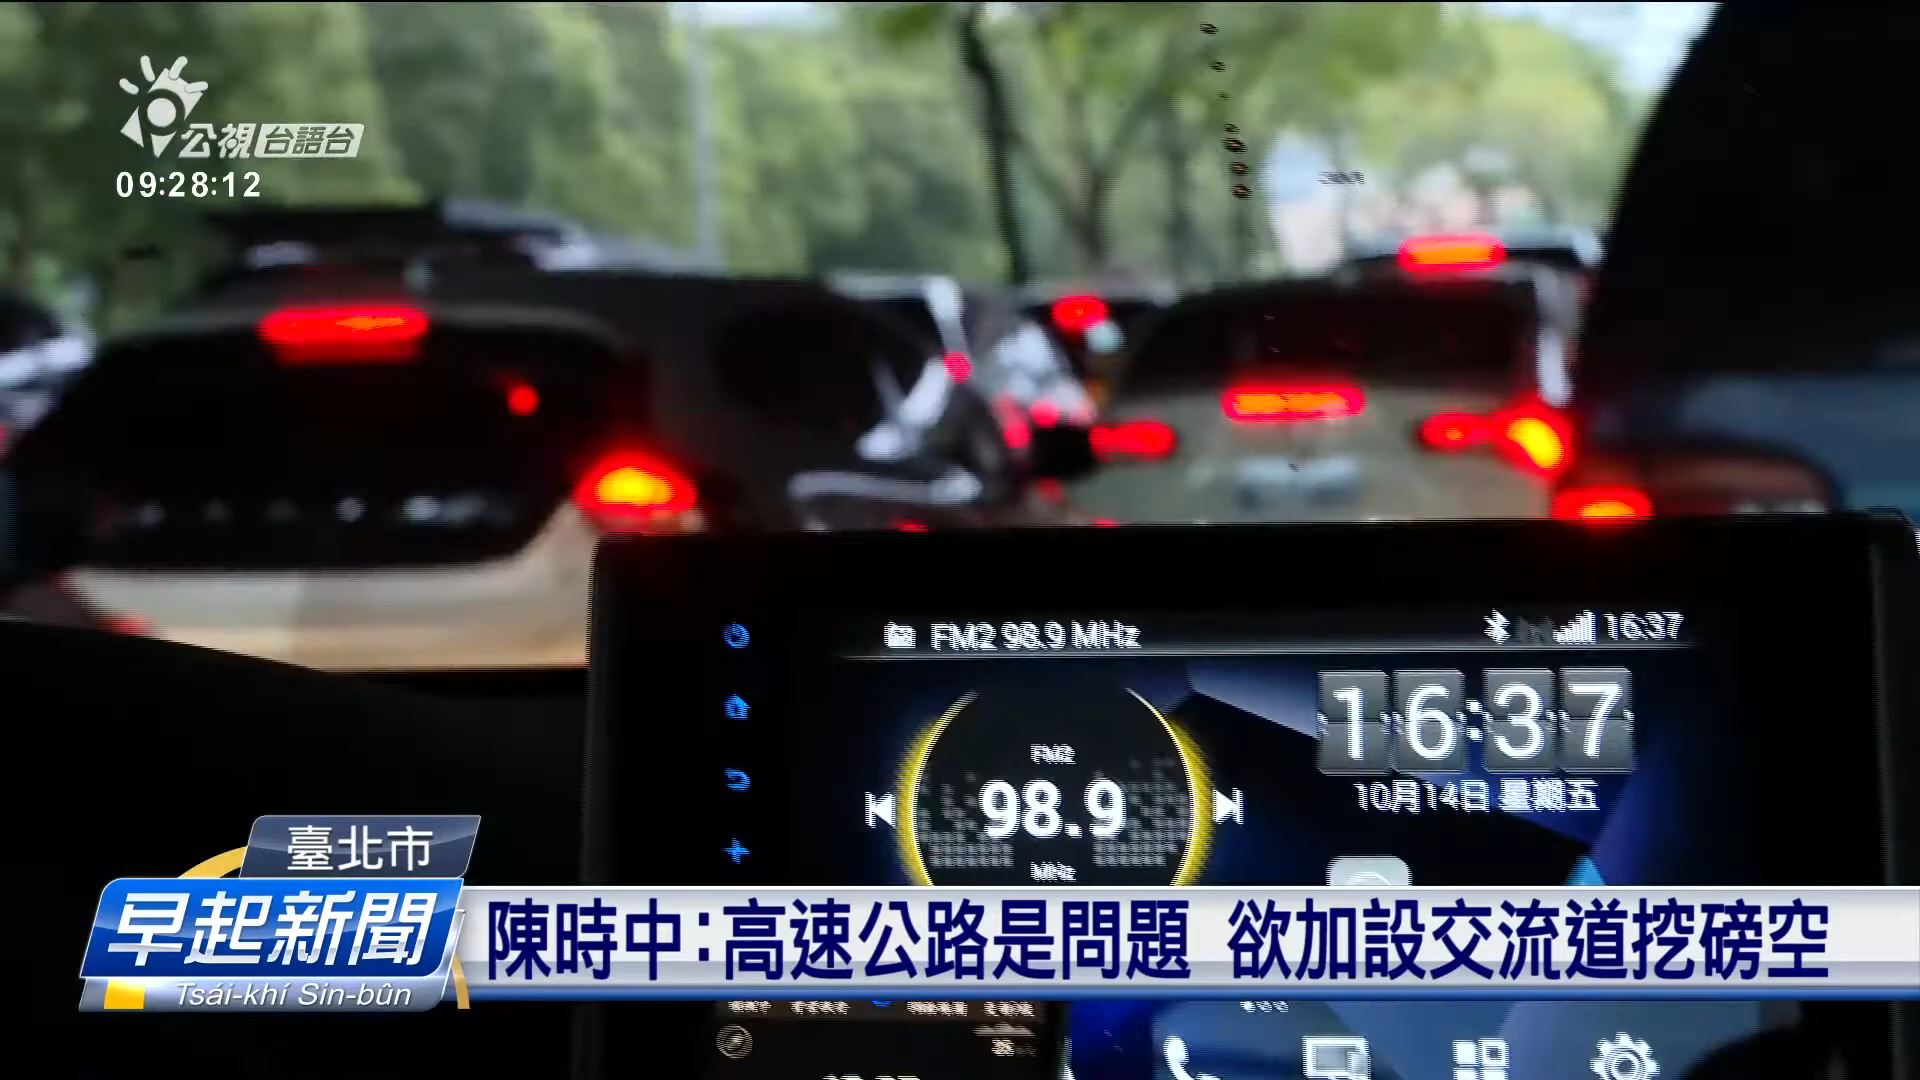 公視台語台
09:28:12
FM2 98.9 MHz
16:37
16:37
10月14日 星期五
FM2
98.9
MHz
臺北市
早起新聞
Tsái-khí Sin-bûn
陳時中:高速公路是問題 欲加設交流道挖磅空